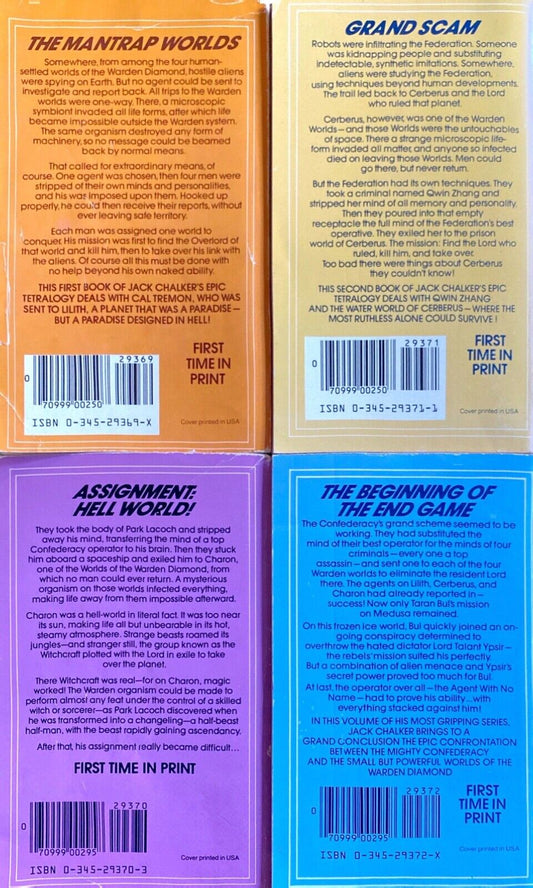 THE MANTRAP WORLDS
Somewhere, from among the four human-
settled worlds of the Warden Diamond, hostile aliens
were spying on Earth. But no agent could be sent to
investigate and report back. All trips to the Warden
worlds were one-way. There, a microscopic
symbiont invaded all life forms, after which life
became impossible outside the Warden system.
The same organism destroyed any form of
machinery, so no message could be beamed
back by normal means.
That called for extraordinary means, of
course. One agent was chosen, then four men were
stripped of their own minds and personalities,
and his was imposed upon them. Hooked up
properly, he could then receive their reports, without
ever leaving safe territory.
Each man was assigned one world to
conquer. His mission was first to find the Overlord of
that world and kill him, then to take over his link with
the aliens. Of course all this must be done with
no help beyond his own naked ability.
THIS FIRST BOOK OF JACK CHALKER'S EPIC
TETRALOGY DEALS WITH CAL TREMON, WHO WAS
SENT TO LILITH, A PLANET THAT WAS A PARADISE—
BUT A PARADISE DESIGNED IN HELL!
29369
0
70999 00250
ISBN 0-345-29369-X
FIRST
TIME IN
PRINT
Cover printed in USA
GRAND SCAM
Robots were infiltrating the Federation. Someone
was kidnapping people and substituting
indetectable, synthetic imitations. Somewhere,
aliens were studying the Federation,
using techniques beyond human developments.
The trail led back to Cerberus and the Lord
who ruled that planet.
Cerberus, however, was one of the Warden
Worlds—and those Worlds were the untouchables
of space. There a strange microscopic life-
form invaded all matter and anyone so infected
died on leaving those Worlds. Men could
go there, but never return.
But the Federation had its own techniques. They
took a criminal named Qwin Zhang and
stripped her mind of all memory and personality.
Then they poured into that empty
receptacle the full mind of the Federation's best
operative. They exiled her to the prison
world of Cerberus. The mission: Find the Lord who
ruled, kill him, and take over.
Too bad there were things about Cerberus
they couldn't know!
THIS SECOND BOOK OF JACK CHALKER'S EPIC
TETRALOGY DEALS WITH QWIN ZHANG
AND THE WATER WORLD OF CERBERUS—WHERE THE
MOST RUTHLESS ALONE COULD SURVIVE!
29371
0
70999 00250
ISBN 0-345-29371-1
FIRST
TIME IN
PRINT
Cover printed in USA
ASSIGNMENT:
HELL WORLD!
They took the body of Park Lacoch and stripped
away his mind, transferring the mind of a top
Confederacy operator to his brain. Then they stuck
him aboard a spaceship and exiled him to Charon,
one of the Worlds of the Warden Diamond, from
which no man could ever return. A mysterious
organism on those worlds infected everything,
making life away from them impossible afterward.
Charon was a hell-world in literal fact. It was too near
its sun, making life all but unbearable in its hot,
steamy atmosphere. Strange beasts roamed its
jungles—and stranger still, the group known as the
Witchcraft plotted with the Lord in exile to take
over the planet.
There Witchcraft was real—for on Charon, magic
worked! The Warden organism could be made to
perform almost any feat under the control of a skilled
witch or sorcerer—as Park Lacoch discovered when
he was transformed into a changeling—a half-beast
half-man, with the beast rapidly gaining ascendancy.
After that, his assignment really became difficult...
FIRST TIME IN PRINT
29370
0
70999 00295
ISBN 0-345-29370-3
Cover printed in USA
THE BEGINNING OF
THE END GAME
The Confederacy's grand scheme seemed to be
working. They had substituted the
mind of their best operator for the minds of four
criminals—every one a top
assassin—and sent one to each of the four
Warden worlds to eliminate the resident Lord
there. The agents on Lilith, Cerberus, and
Charon had already reported in—
success! Now only Taran Bul's mission
on Medusa remained.
On this frozen ice world, Bul quickly joined an on-
going conspiracy determined to
overthrow the hated dictator Lord Talant Ypsir—
the rebels' mission suited his perfectly.
But a combination of alien menace and Ypsir's
secret power proved too much for Bul.
At last, the operator over all—the Agent With No
Name—had to prove his ability...with
everything stacked against him!
IN THIS VOLUME OF HIS MOST GRIPPING SERIES,
JACK CHALKER BRINGS TO A
GRAND CONCLUSION THE EPIC CONFRONTATION
BETWEEN THE MIGHTY CONFEDERACY
AND THE SMALL BUT POWERFUL WORLDS OF THE
WARDEN DIAMOND
29372
0
70999 00295
ISBN 0-345-29372-X
FIRST
TIME IN
PRINT
Cover printed in USA